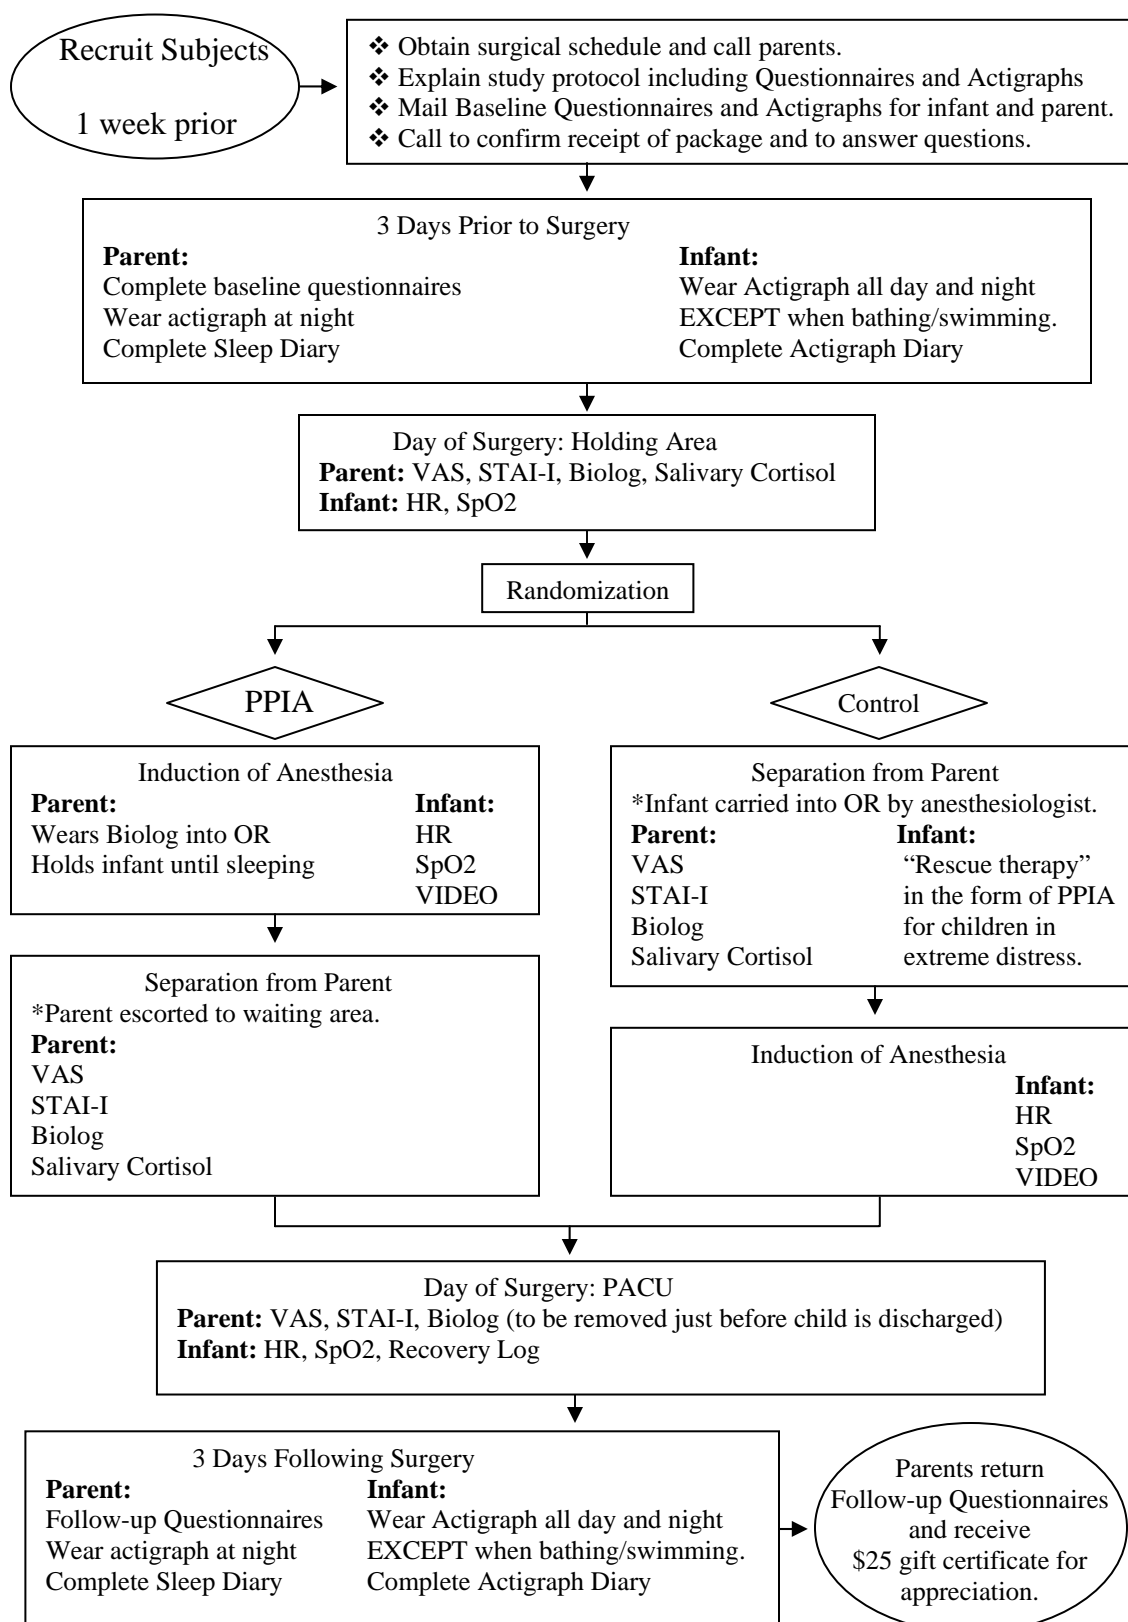 Recruit Subjects
1 week prior
❖ Obtain surgical schedule and call parents.
❖ Explain study protocol including Questionnaires and Actigraphs
❖ Mail Baseline Questionnaires and Actigraphs for infant and parent.
❖ Call to confirm receipt of package and to answer questions.
3 Days Prior to Surgery
Parent:
Complete baseline questionnaires
Wear actigraph at night
Complete Sleep Diary
Infant:
Wear Actigraph all day and night
EXCEPT when bathing/swimming.
Complete Actigraph Diary
Day of Surgery: Holding Area
Parent: VAS, STAI-I, Biolog, Salivary Cortisol
Infant: HR, SpO2
Randomization
PPIA
Induction of Anesthesia
Parent:
Wears Biolog into OR
Holds infant until sleeping
Infant:
HR
SpO2
VIDEO
Separation from Parent
*Parent escorted to waiting area.
Parent:
VAS
STAI-I
Biolog
Salivary Cortisol
Control
Separation from Parent
*Infant carried into OR by anesthesiologist.
Parent:
VAS
STAI-I
Biolog
Salivary Cortisol
Infant:
“Rescue therapy”
in the form of PPIA
for children in
extreme distress.
Induction of Anesthesia
Infant:
HR
SpO2
VIDEO
Day of Surgery: PACU
Parent: VAS, STAI-I, Biolog (to be removed just before child is discharged)
Infant: HR, SpO2, Recovery Log
3 Days Following Surgery
Parent:
Follow-up Questionnaires
Wear actigraph at night
Complete Sleep Diary
Infant:
Wear Actigraph all day and night
EXCEPT when bathing/swimming.
Complete Actigraph Diary
Parents return
Follow-up Questionnaires
and receive
$25 gift certificate for
appreciation.